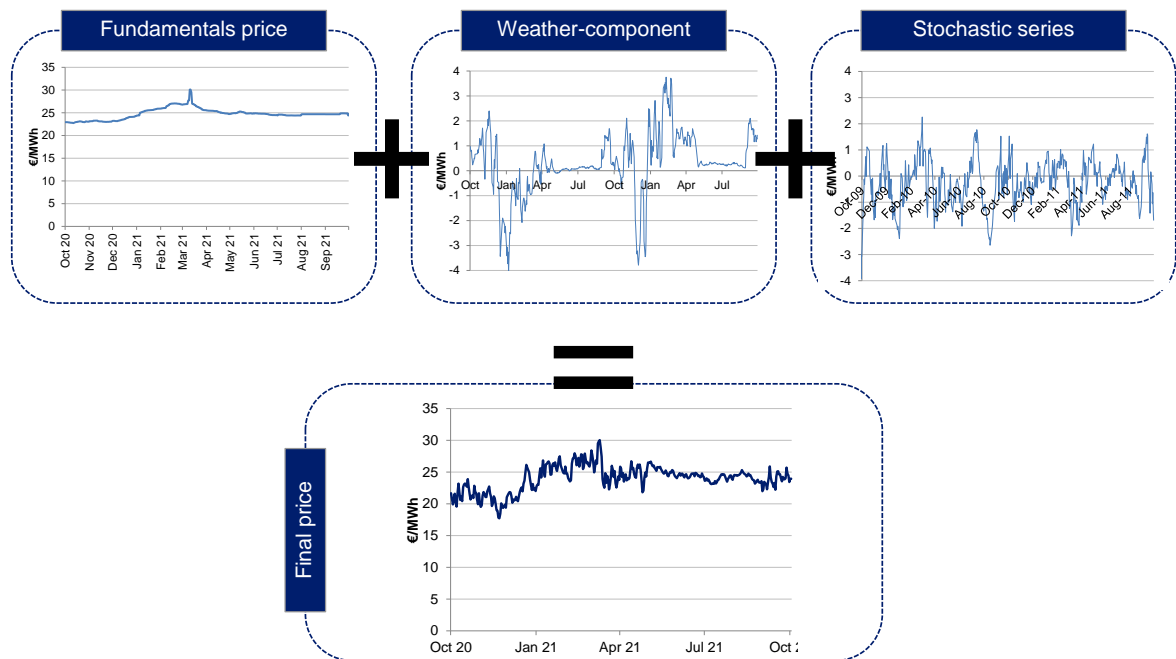 Fundamentals price
Weather-component
Stochastic series
35
30
25
20
15
10
5
0
€/MWh
Oct 20
Nov 20
Dec 20
Jan 21
Feb 21
Mar 21
Apr 21
May 21
Jun 21
Jul 21
Aug 21
Sep 21
4
3
2
1
0
-1
-2
-3
-4
€/MWh
Oct
Jan
Apr
Jul
Oct
Jan
Apr
Jul
4
3
2
1
0
-1
-2
-3
-4
€/MWh
Oct-09
Dec-09
Feb-10
Apr-10
Jun-10
Aug-10
Oct-10
Dec-10
Feb-11
Apr-11
Jun-11
Aug-11
Final price
35
30
25
20
15
10
5
0
€/MWh
Oct 20
Jan 21
Apr 21
Jul 21
Oct